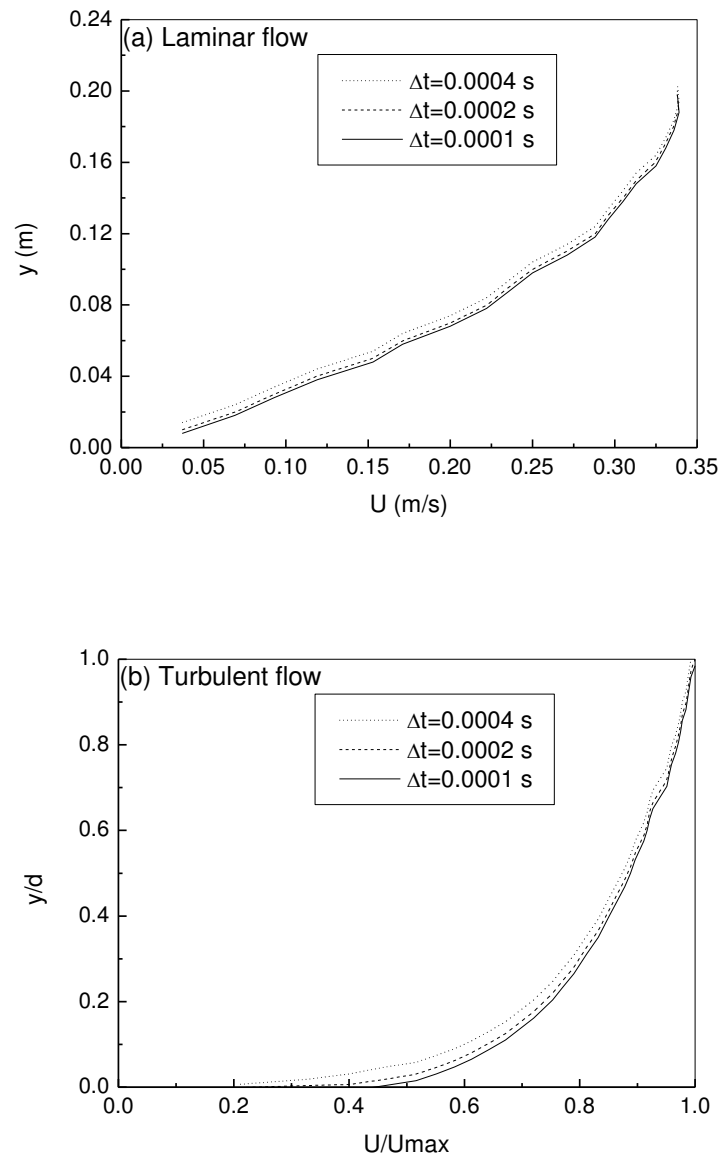 (a) Laminar flow
Δt=0.0004 s
Δt=0.0002 s
Δt=0.0001 s
0.24
0.20
0.16
0.12
0.08
0.04
0.00
y (m)
0.00 0.05 0.10 0.15 0.20 0.25 0.30 0.35
U (m/s)
(b) Turbulent flow
Δt=0.0004 s
Δt=0.0002 s
Δt=0.0001 s
1.0
0.8
0.6
0.4
0.2
0.0
y/d
0.0 0.2 0.4 0.6 0.8 1.0
U/Umax